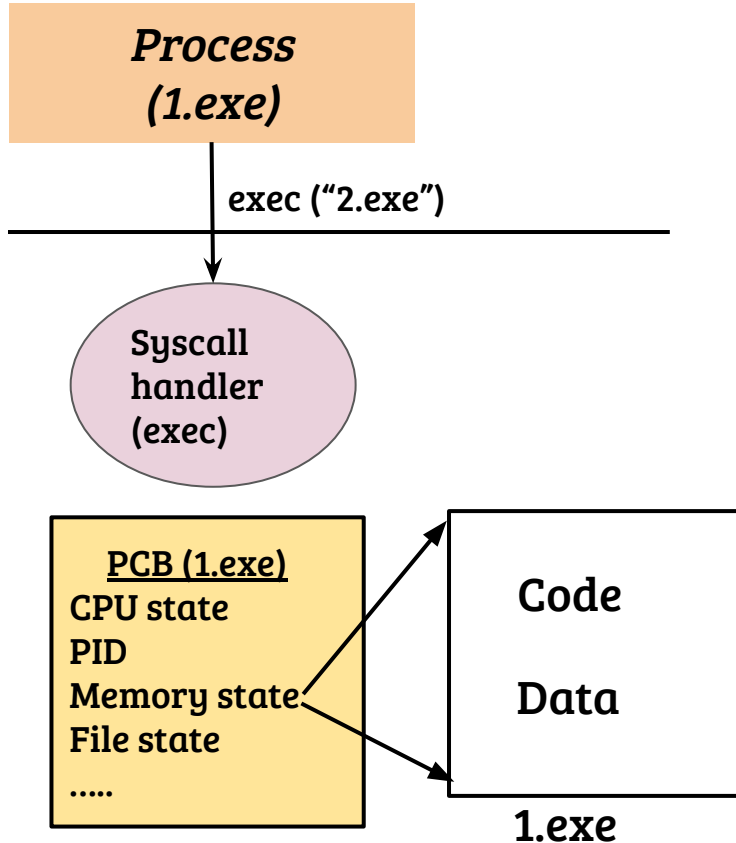 Process
(1.exe)
exec (“2.exe”)
Syscall
handler
(exec)
PCB (1.exe)
CPU state
PID
Memory state
File state
.....
Code
Data
1.exe